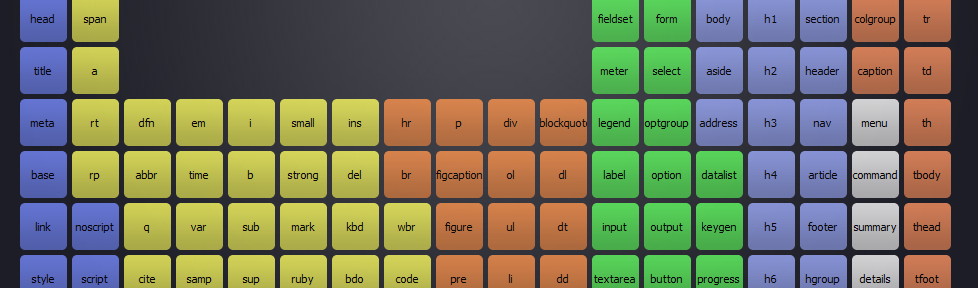 head span fieldset form body h1 section colgroup tr
title a meter select aside h2 header caption td
meta rt dfn em i small ins hr p div blockquot legend optgroup address h3 nav menu th
base rp abbr time b strong del br figcaption ol dl label option datalist h4 article command tbody
link noscript q var sub mark kbd wbr figure ul dt input output keygen h5 footer summary thead
style script cite samp sup ruby bdo code pre li dd textarea button progress h6 hgroup details tfoot